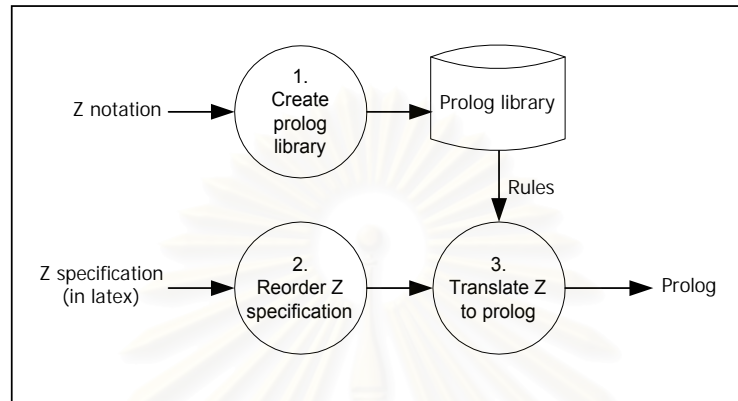 Z notation
1.
Create
prolog
library
Prolog library
Rules
Z specification
(in latex)
2.
Reorder Z
specification
3.
Translate Z
to prolog
Prolog